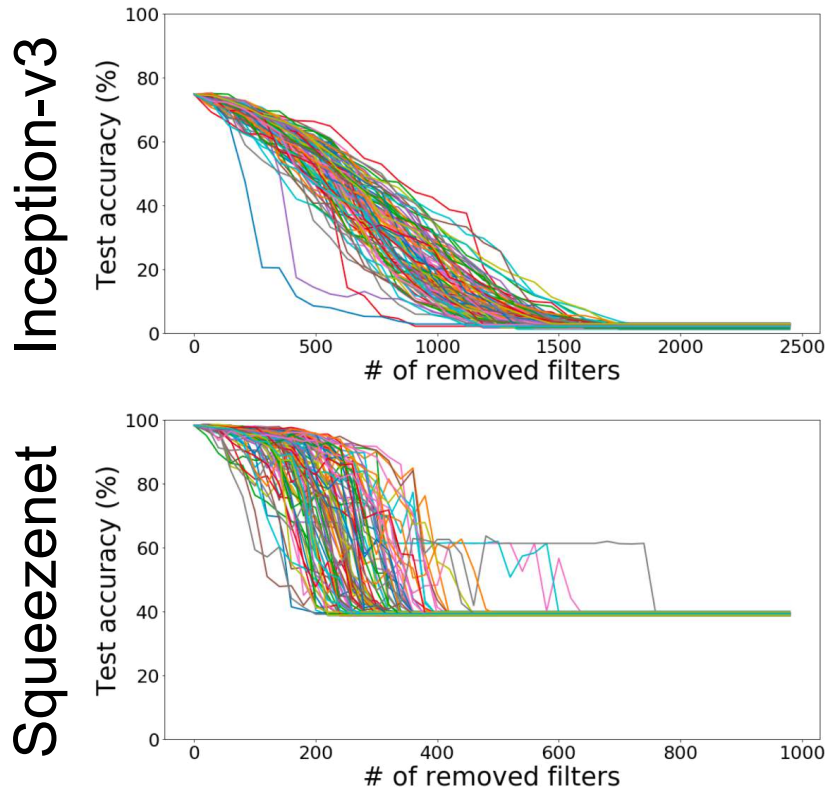 Inception-v3
Test accuracy (%)
100
80
60
40
20
0
0 500 1000 1500 2000 2500
# of removed filters
Squeezenet
Test accuracy (%)
100
80
60
40
20
0
0 200 400 600 800 1000
# of removed filters